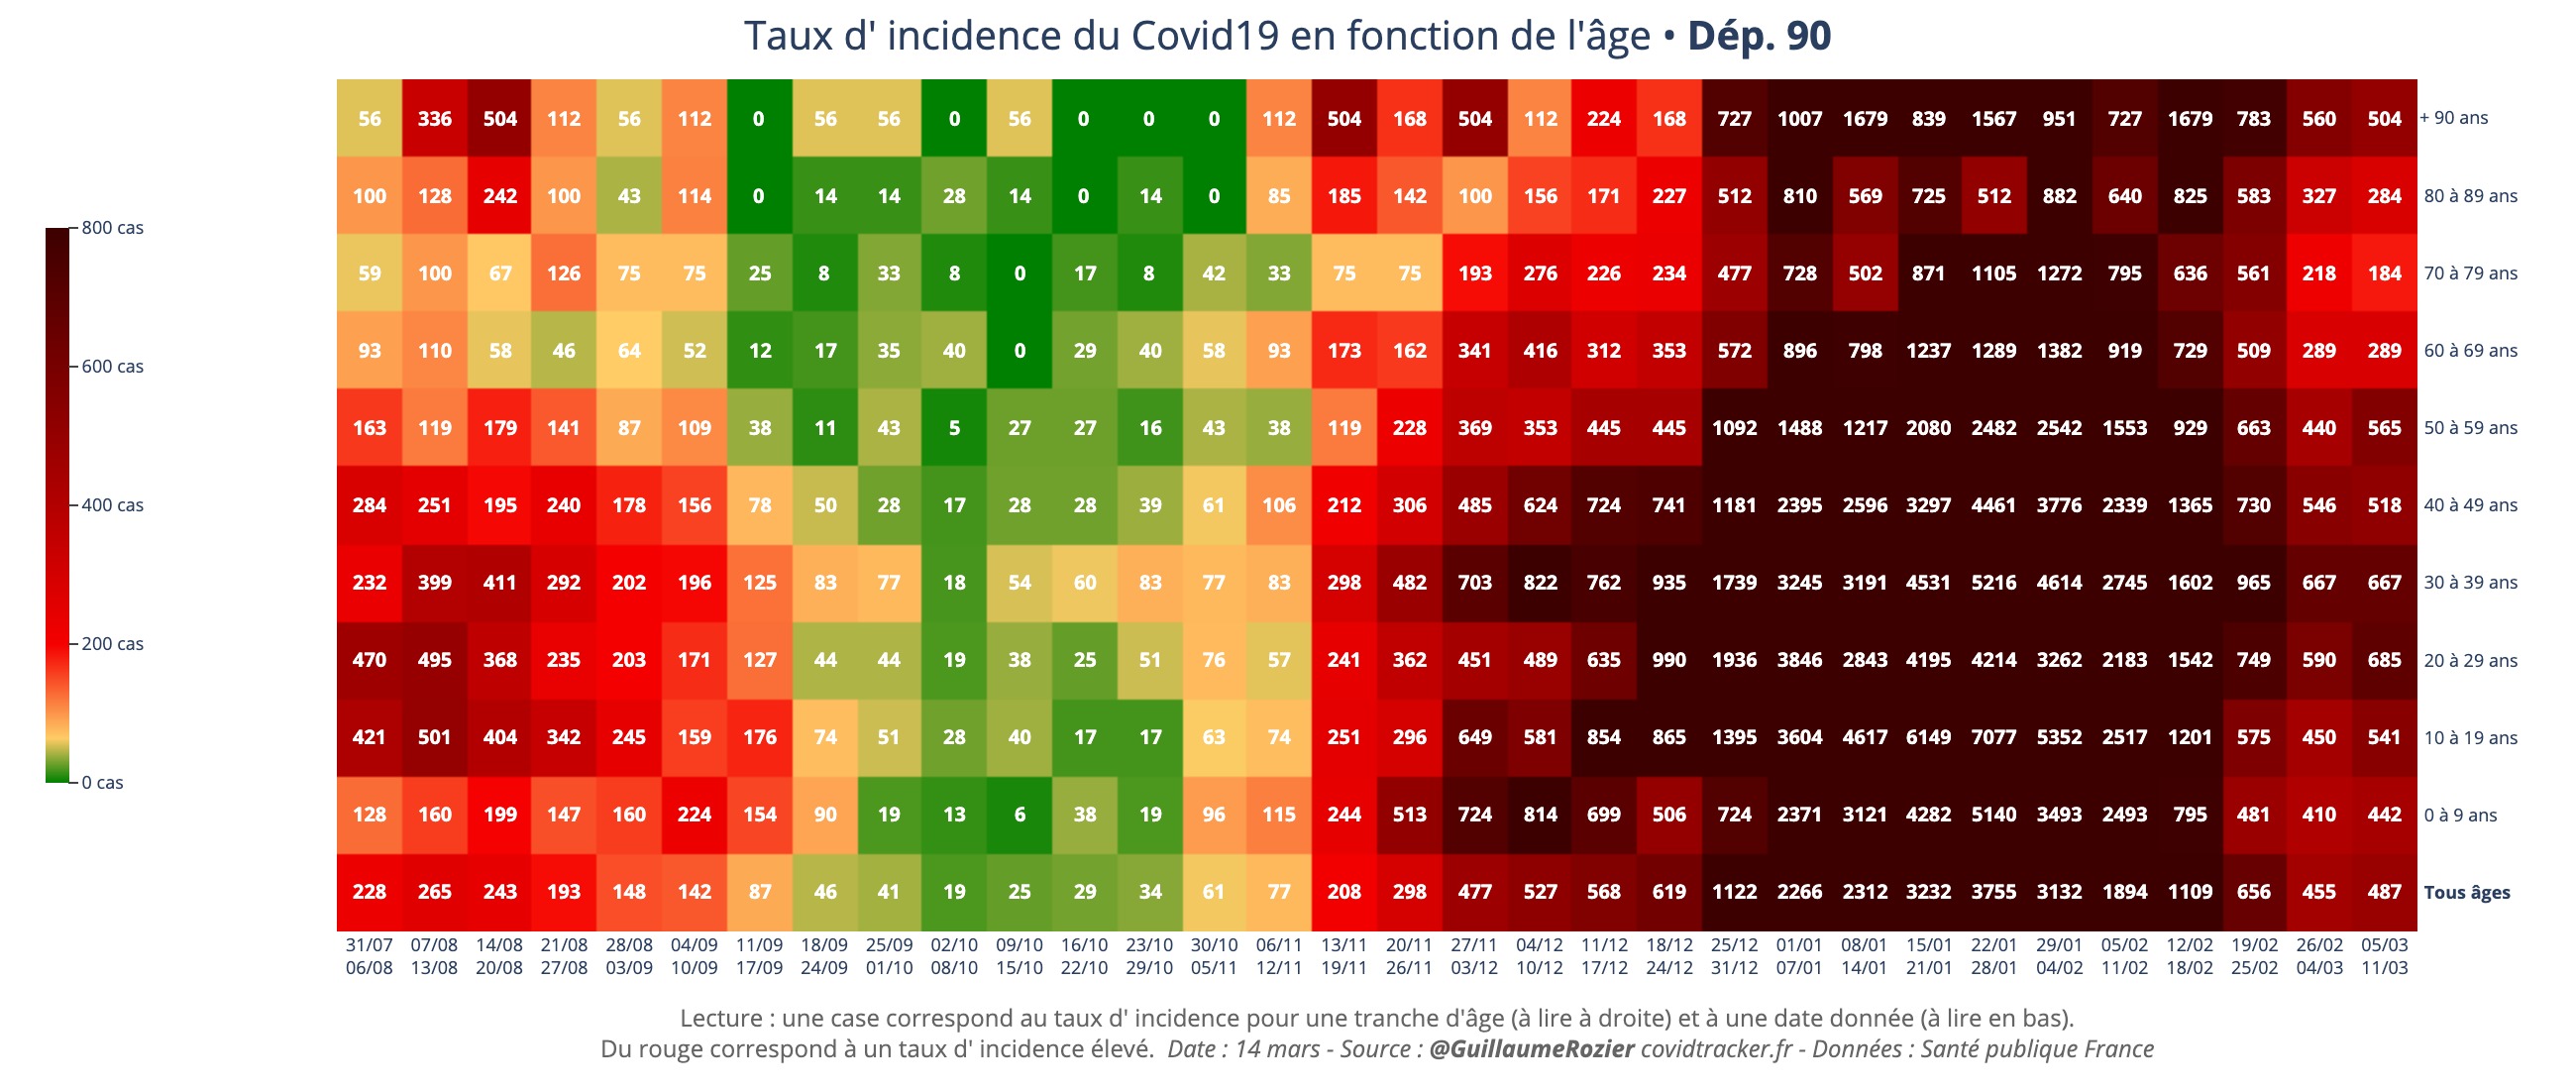 Taux d' incidence du Covid19 en fonction de l'âge • Dép. 90
800 cas
600 cas
400 cas
200 cas
0 cas
56 336 504 112 56 112 0 56 56 0 56 0 0 0 112 504 168 504 112 224 168 727 1007 1679 839 1567 951 727 1679 783 560 504 + 90 ans
100 128 242 100 43 114 0 14 14 28 14 0 14 0 85 185 142 100 156 171 227 512 810 569 725 512 882 640 825 583 327 284 80 à 89 ans
59 100 67 126 75 75 25 8 33 8 0 17 8 42 33 75 75 193 276 226 234 477 728 502 871 1105 1272 795 636 561 218 184 70 à 79 ans
93 110 58 46 64 52 12 17 35 40 0 29 40 58 93 173 162 341 416 312 353 572 896 798 1237 1289 1382 919 729 509 289 289 60 à 69 ans
163 119 179 141 87 109 38 11 43 5 27 27 16 43 38 119 228 369 353 445 445 1092 1488 1217 2080 2482 2542 1553 929 663 440 565 50 à 59 ans
284 251 195 240 178 156 78 50 28 17 28 28 39 61 106 212 306 485 624 724 741 1181 2395 2596 3297 4461 3776 2339 1365 730 546 518 40 à 49 ans
232 399 411 292 202 196 125 83 77 18 54 60 83 77 83 298 482 703 822 762 935 1739 3245 3191 4531 5216 4614 2745 1602 965 667 667 30 à 39 ans
470 495 368 235 203 171 127 44 44 19 38 25 51 76 57 241 362 451 489 635 990 1936 3846 2843 4195 4214 3262 2183 1542 749 590 685 20 à 29 ans
421 501 404 342 245 159 176 74 51 28 40 17 17 63 74 251 296 649 581 854 865 1395 3604 4617 6149 7077 5352 2517 1201 575 450 541 10 à 19 ans
128 160 199 147 160 224 154 90 19 13 6 38 19 96 115 244 513 724 814 699 506 724 2371 3121 4282 5140 3493 2493 795 481 410 442 0 à 9 ans
228 265 243 193 148 142 87 46 41 19 25 29 34 61 77 208 298 477 527 568 619 1122 2266 2312 3232 3755 3132 1894 1109 656 455 487 Tous âges
31/07 07/08 14/08 21/08 28/08 04/09 11/09 18/09 25/09 02/10 09/10 16/10 23/10 30/10 06/11 13/11 20/11 27/11 04/12 11/12 18/12 25/12 01/01 08/01 15/01 22/01 29/01 05/02 12/02 19/02 26/02 05/03
06/08 13/08 20/08 27/08 03/09 10/09 17/09 24/09 01/10 08/10 15/10 22/10 29/10 05/11 12/11 19/11 26/11 03/12 10/12 17/12 24/12 31/12 07/01 14/01 21/01 28/01 04/02 11/02 18/02 25/02 04/03 11/03
Lecture : une case correspond au taux d' incidence pour une tranche d'âge (à lire à droite) et à une date donnée (à lire en bas).
Du rouge correspond à un taux d' incidence élevé. Date : 14 mars - Source : @GuillaumeRozier covidtracker.fr - Données : Santé publique France